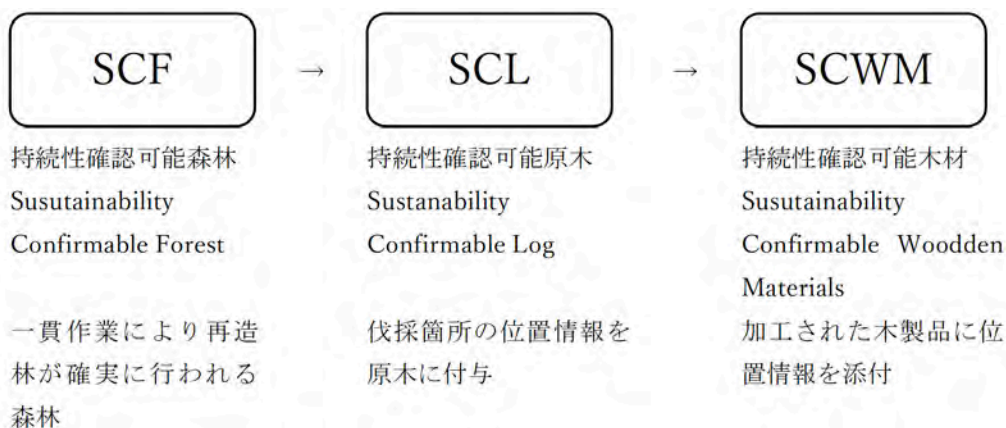 SCF → SCL → SCWM
持続性確認可能森林
Susutainability
Confirmable Forest
一貫作業により再造
林が確実に行われる
森林
持続性確認可能原木
Sustanability
Confirmable Log
伐採箇所の位置情報を
原木に付与
持続性確認可能木材
Susutainability
Confirmable Woodden
Materials
加工された木製品に位
置情報を添付